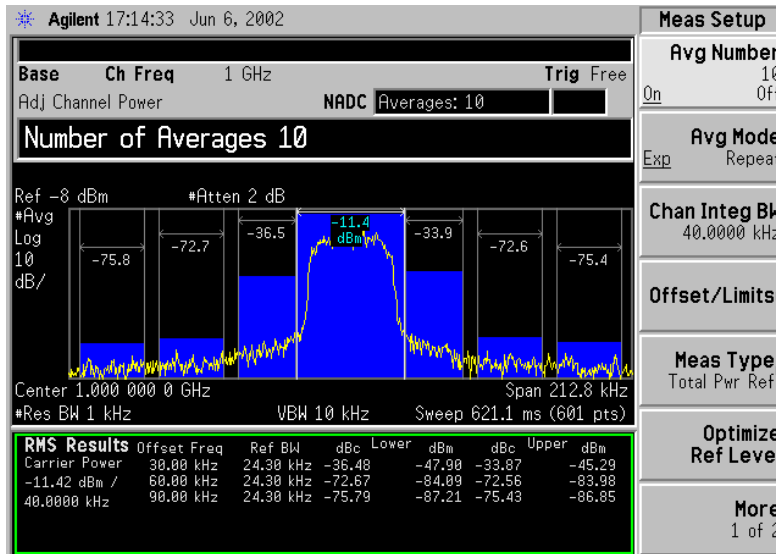 Agilent 17:14:33 Jun 6, 2002
Base Ch Freq 1 GHz Trig Free
Adj Channel Power NADC Averages: 10
Number of Averages 10
Ref -8 dBm #Atten 2 dB
#Avg
Log
10
dB/
-75.8 -72.7 -36.5 -11.4 dBm -33.9 -72.6 -75.4
Center 1.000 000 0 GHz Span 212.8 kHz
#Res BW 1 kHz VBW 10 kHz Sweep 621.1 ms (601 pts)
RMS Results Offset Freq Ref BW dBc Lower dBm dBc Upper dBm
Carrier Power 30.00 kHz 24.30 kHz -36.48 -47.90 -33.87 -45.29
-11.42 dBm / 60.00 kHz 24.30 kHz -72.67 -84.09 -72.56 -83.98
40.0000 kHz 90.00 kHz 24.30 kHz -75.79 -87.21 -75.43 -86.85
Meas Setup
Avg Number
10
On Of
Avg Mode
Exp Repeat
Chan Integ BW
40.0000 kHz
Offset/Limits
Meas Type
Total Pwr Ref
Optimize
Ref Leve
More
1 of 2